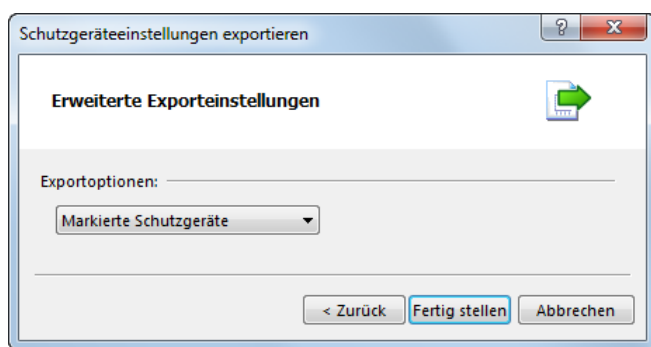 Schutzgeräteeinstellungen exportieren
?
Erweiterte Exporteinstellungen
Exportoptionen:
Markierte Schutzgeräte
< Zurück Fertig stellen Abbrechen